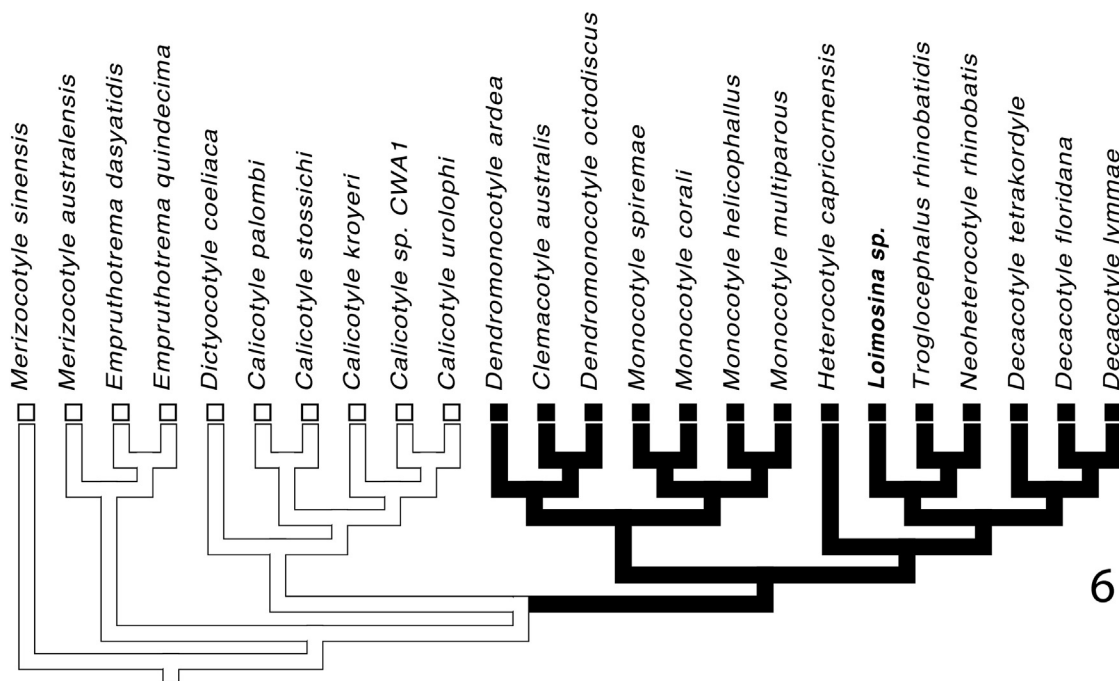 Merizocotyle sinensis
Merizocotyle australensis
Empruthotrema dasyatidis
Empruthotrema quindecima
Dictyocotyle coeliaca
Calicotyle palombi
Calicotyle stossichi
Calicotyle kroyeri
Calicotyle sp. CWA1
Calicotyle urolophi
Dendromonocotyle ardea
Clemacotyle australis
Dendromonocotyle octodiscus
Monocotyle spiremae
Monocotyle corali
Monocotyle helicophallus
Monocotyle multiparous
Heterocotyle capricornensis
Loimosina sp.
Troglocephalus rhinobatidis
Neoheterocotyle rhinobatis
Decacotyle tetrakordyle
Decacotyle floridana
Decacotyle lymmae
6